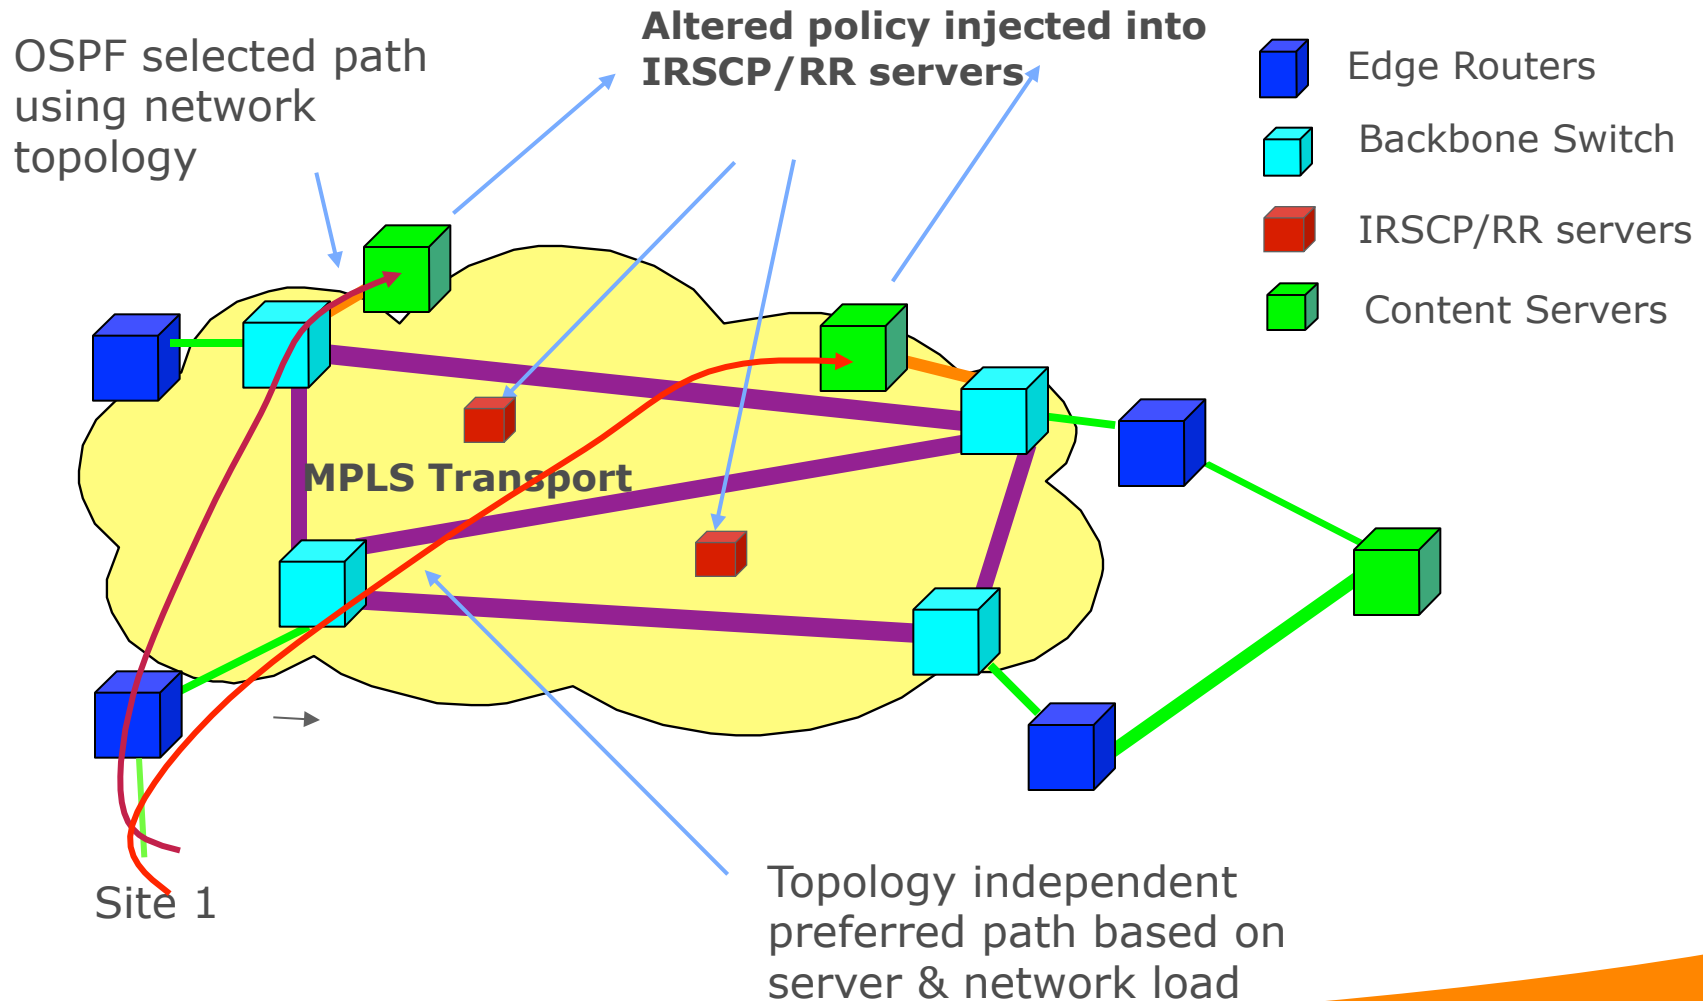 OSPF selected path
using network
topology
Altered policy injected into
IRSCP/RR servers
Edge Routers
Backbone Switch
IRSCP/RR servers
Content Servers
MPLS Transport
Site 1
Topology independent
preferred path based on
server & network load